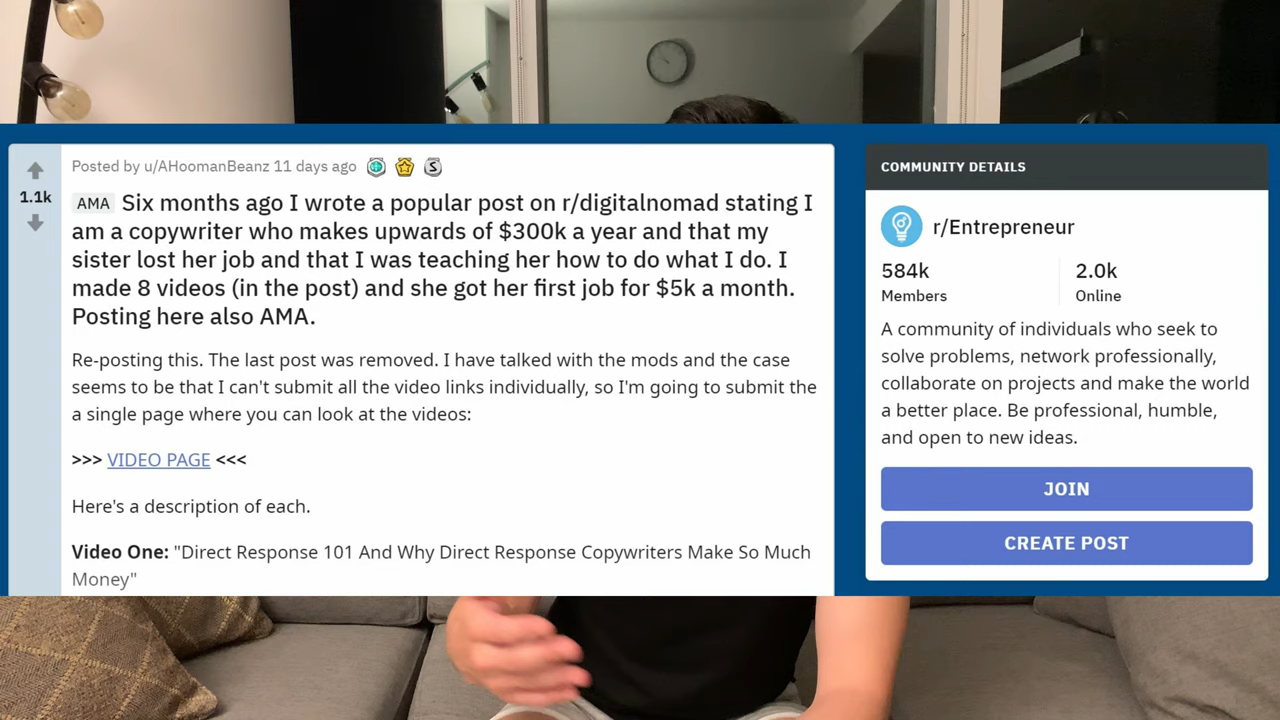 Posted by u/AHoomanBeanz 11 days ago
1.1k
AMA Six months ago I wrote a popular post on r/digitalnomad stating I
am a copywriter who makes upwards of $300k a year and that my
sister lost her job and that I was teaching her how to do what I do. I
made 8 videos (in the post) and she got her first job for $5k a month.
Posting here also AMA.
Re-posting this. The last post was removed. I have talked with the mods and the case
seems to be that I can't submit all the video links individually, so I'm going to submit the
a single page where you can look at the videos:
>>> VIDEO PAGE <<<
Here's a description of each.
Video One: "Direct Response 101 And Why Direct Response Copywriters Make So Much
Money"
COMMUNITY DETAILS
r/Entrepreneur
584k
Members
2.0k
Online
A community of individuals who seek to
solve problems, network professionally,
collaborate on projects and make the world
a better place. Be professional, humble,
and open to new ideas.
JOIN
CREATE POST